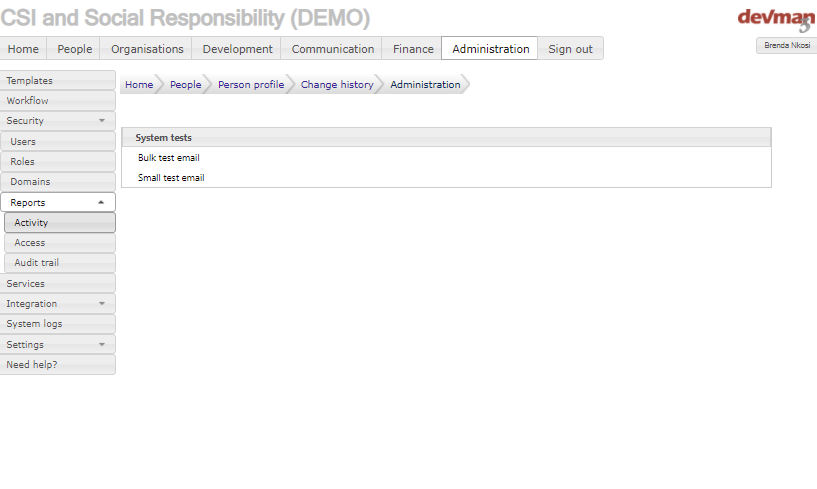 CSI and Social Responsibility (DEMO)
devman 3
Home People Organisations Development Communication Finance Administration Sign out
Brenda Nkosi
Templates
Workflow
Security
Users
Roles
Domains
Reports
Activity
Access
Audit trail
Services
Integration
System logs
Settings
Need help?
Home People Person profile Change history Administration
System tests
Bulk test email
Small test email